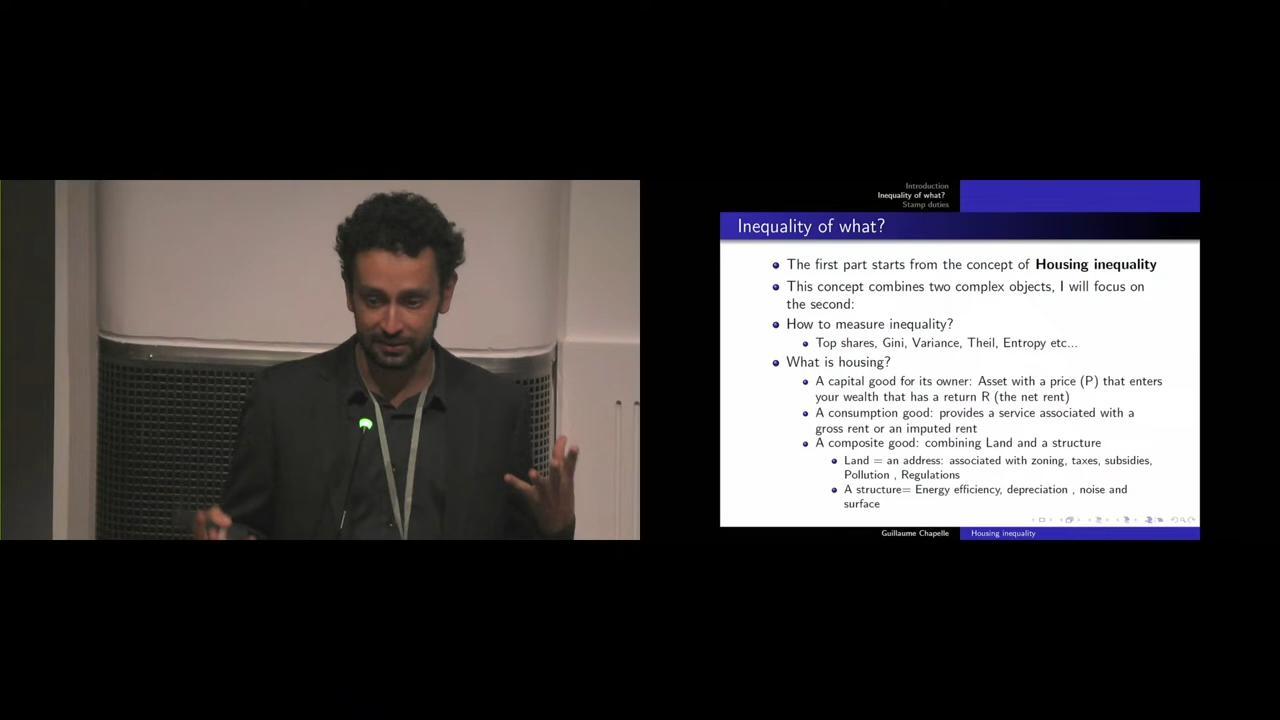 Introduction
Inequality of what?
Stamp duties
Inequality of what?
The first part starts from the concept of Housing inequality
This concept combines two complex objects, I will focus on
the second:
How to measure inequality?
Top shares, Gini, Variance, Theil, Entropy etc...
What is housing?
A capital good for its owner: Asset with a price (P) that enters
your wealth that has a return R (the net rent)
A consumption good: provides a service associated with a
gross rent or an imputed rent
A composite good: combining Land and a structure
Land = an address: associated with zoning, taxes, subsidies,
Pollution , Regulations
A structure= Energy efficiency, depreciation , noise and
surface
Guillaume Chapelle
Housing inequality